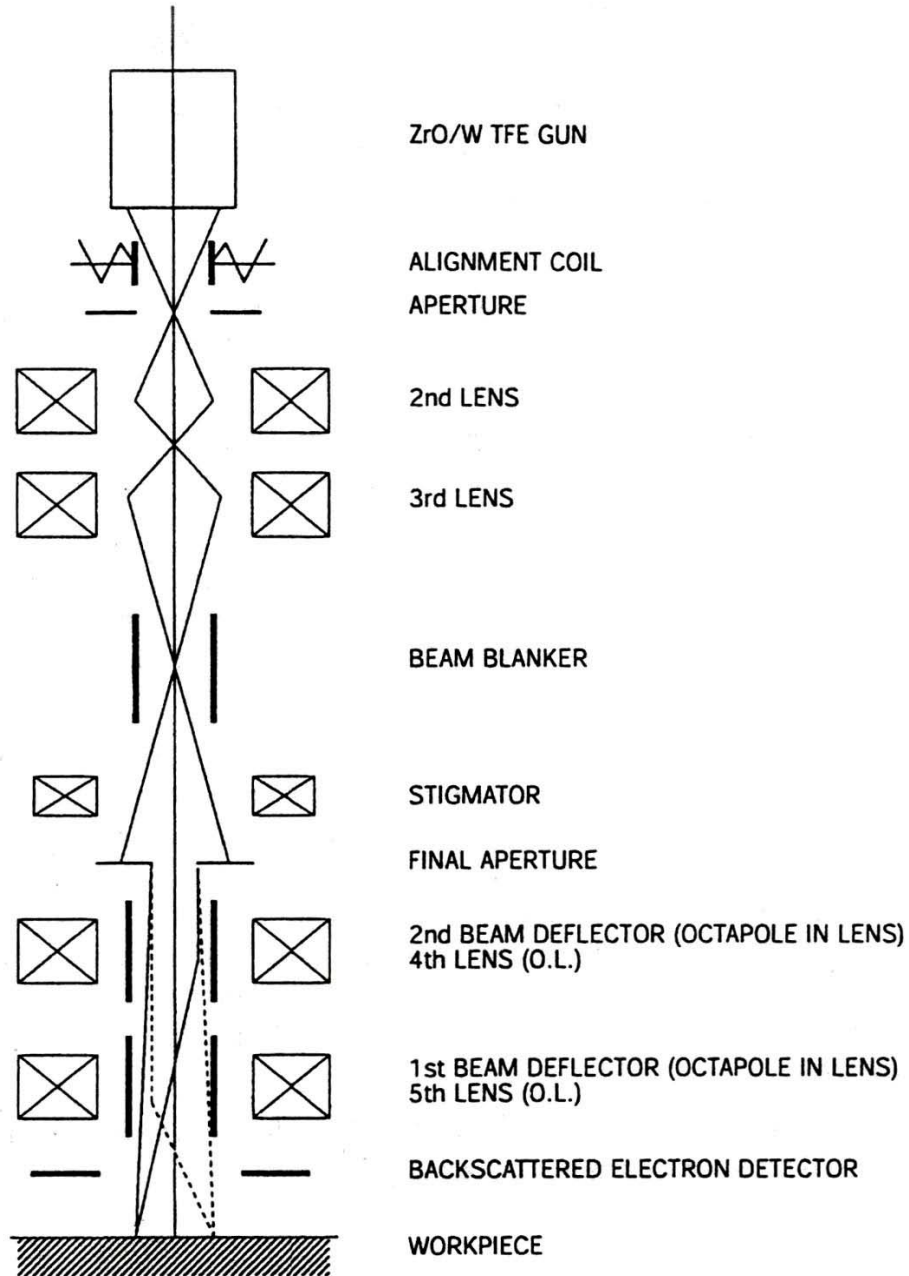 ZrO/W TFE GUN
ALIGNMENT COIL
APERTURE
2nd LENS
3rd LENS
BEAM BLANKER
STIGMATOR
FINAL APERTURE
2nd BEAM DEFLECTOR (OCTAPOLE IN LENS)
4th LENS (O.L.)
1st BEAM DEFLECTOR (OCTAPOLE IN LENS)
5th LENS (O.L.)
BACKSCATTERED ELECTRON DETECTOR
WORKPIECE